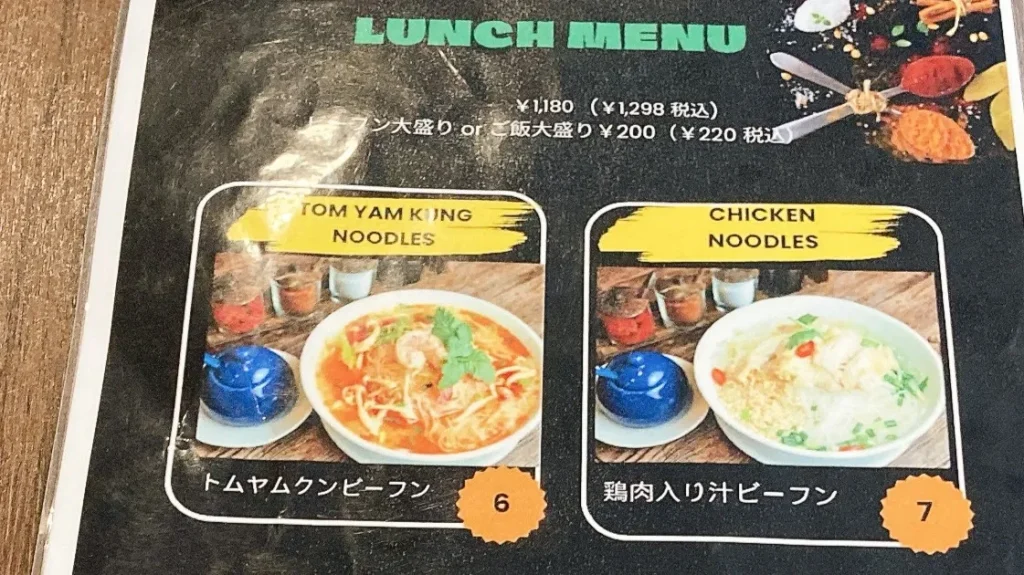 LUNCH MENU
¥1,180 (¥1,298 税込)
ビーフン大盛り or ご飯大盛り¥200 (¥220 税込)
TOM YAM KUNG
NOODLES
CHICKEN
NOODLES
トムヤムクンビーフン
6
鶏肉入り汁ビーフン
7